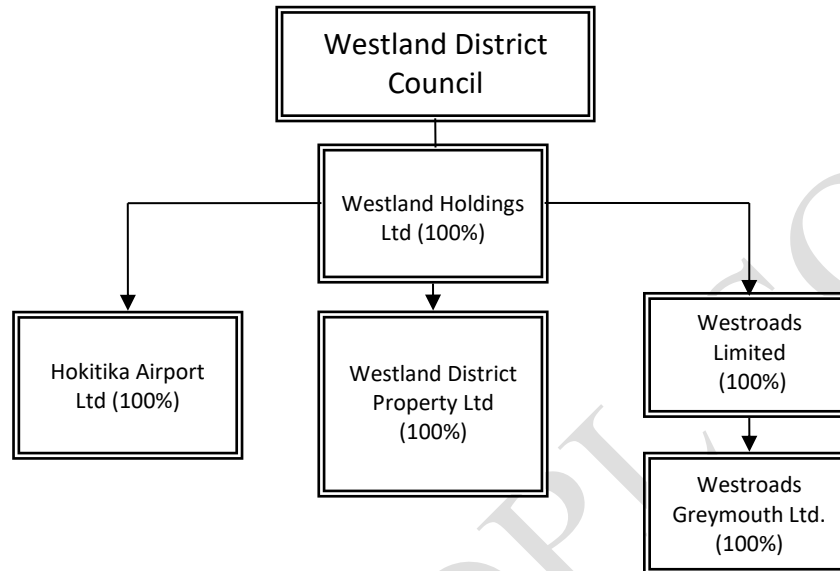 Westland District
Council
Westland Holdings
Ltd (100%)
Hokitika Airport
Ltd (100%)
Westland District
Property Ltd
(100%)
Westroads
Limited
(100%)
Westroads
Greymouth Ltd.
(100%)